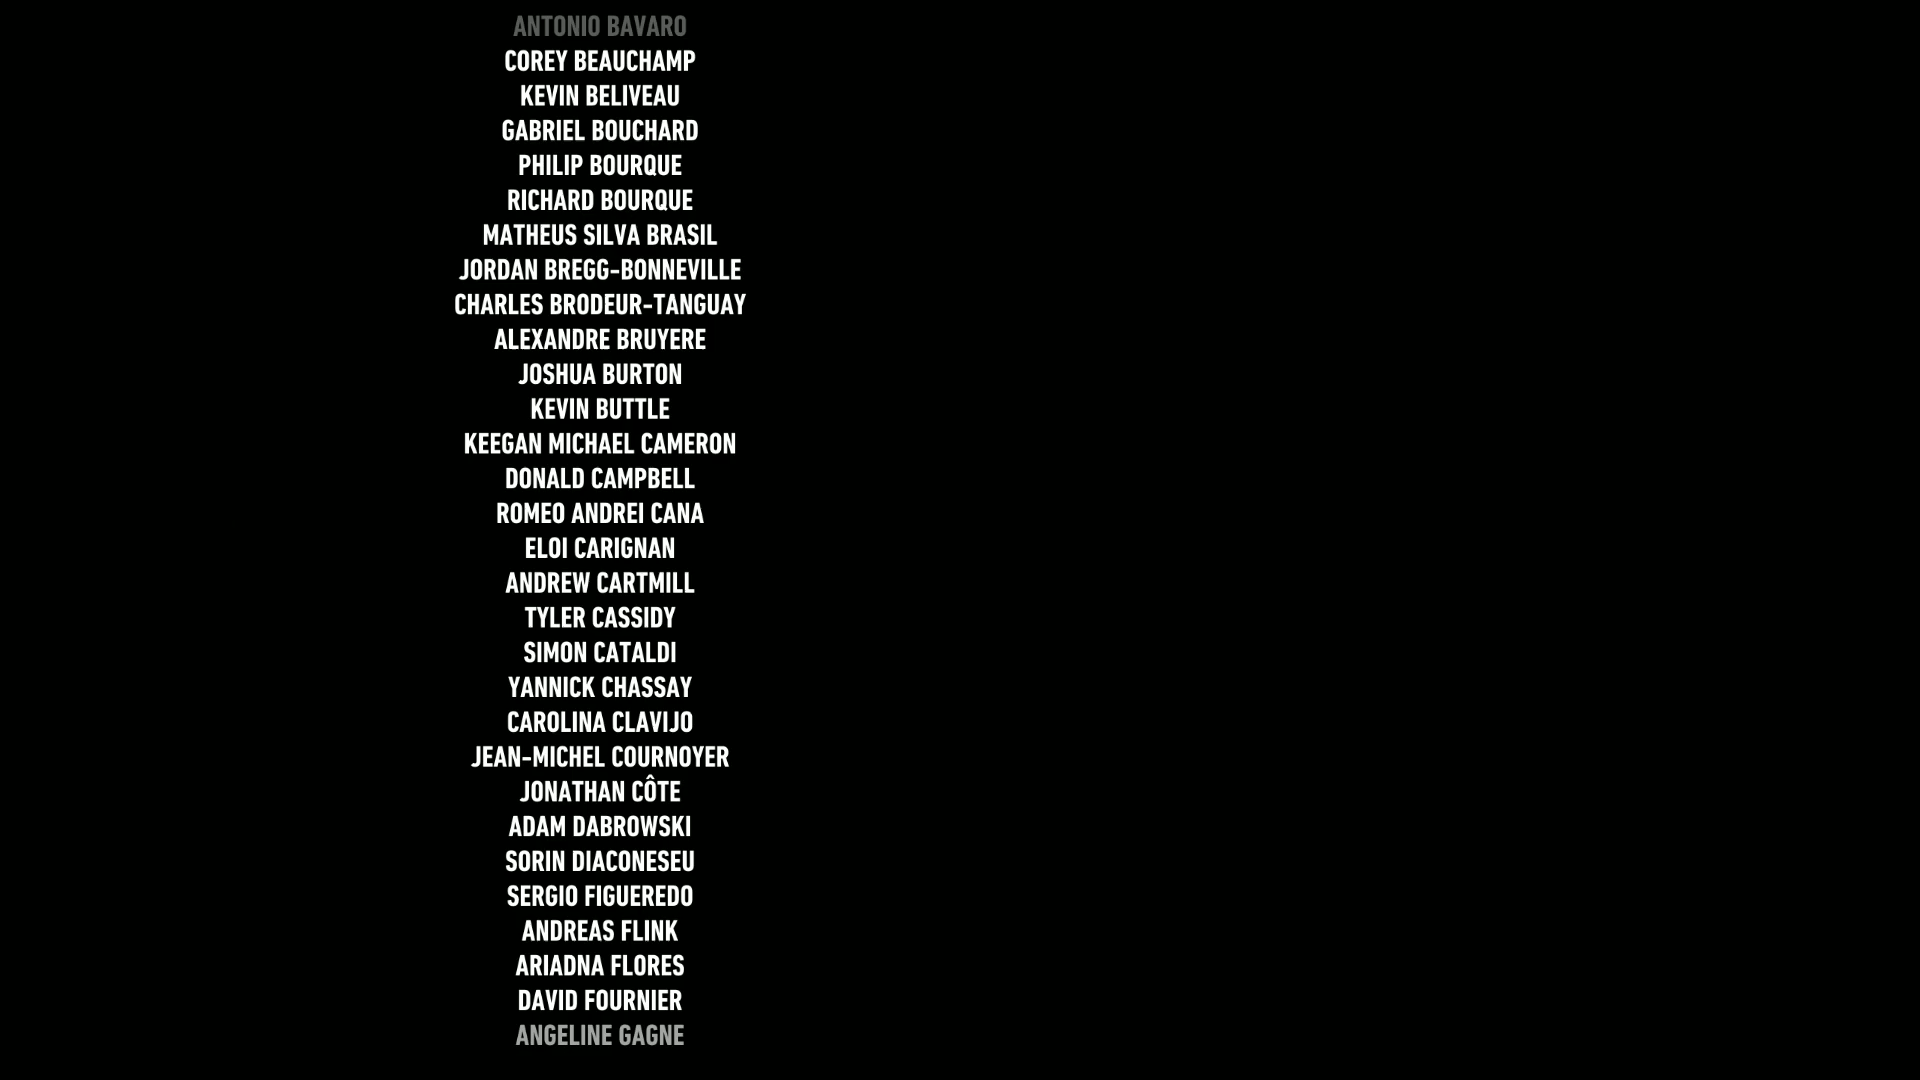 ANTONIO BAVARO
COREY BEAUCHAMP
KEVIN BELIVEAU
GABRIEL BOUCHARD
PHILIP BOURQUE
RICHARD BOURQUE
MATHEUS SILVA BRASIL
JORDAN BREGG-BONNEVILLE
CHARLES BRODEUR-TANGUAY
ALEXANDRE BRUYERE
JOSHUA BURTON
KEVIN BUTTLE
KEEGAN MICHAEL CAMERON
DONALD CAMPBELL
ROMEO ANDREI CANA
ELOI CARIGNAN
ANDREW CARTMILL
TYLER CASSIDY
SIMON CATALDI
YANNICK CHASSAY
CAROLINA CLAVIJO
JEAN-MICHEL COURNOYER
JONATHAN CÔTE
ADAM DABROWSKI
SORIN DIACONESEU
SERGIO FIGUEREDO
ANDREAS FLINK
ARIADNA FLORES
DAVID FOURNIER
ANGELINE GAGNE